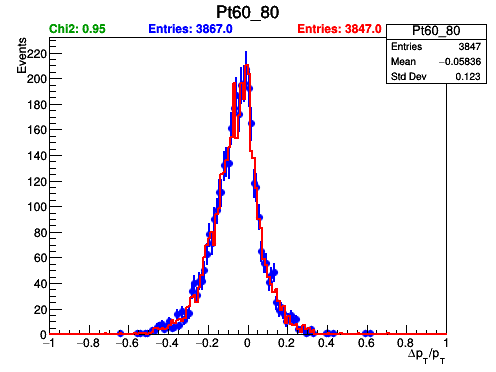 Pt60_80
Chi2: 0.95 Entries: 3867.0 Entries: 3847.0
Pt60_80
Entries 3847
Mean −0.05836
Std Dev 0.123
Events
220
200
180
160
140
120
100
80
60
40
20
0
−1 −0.8 −0.6 −0.4 −0.2 0 0.2 0.4 0.6 0.8 1
Δp_T/p_T